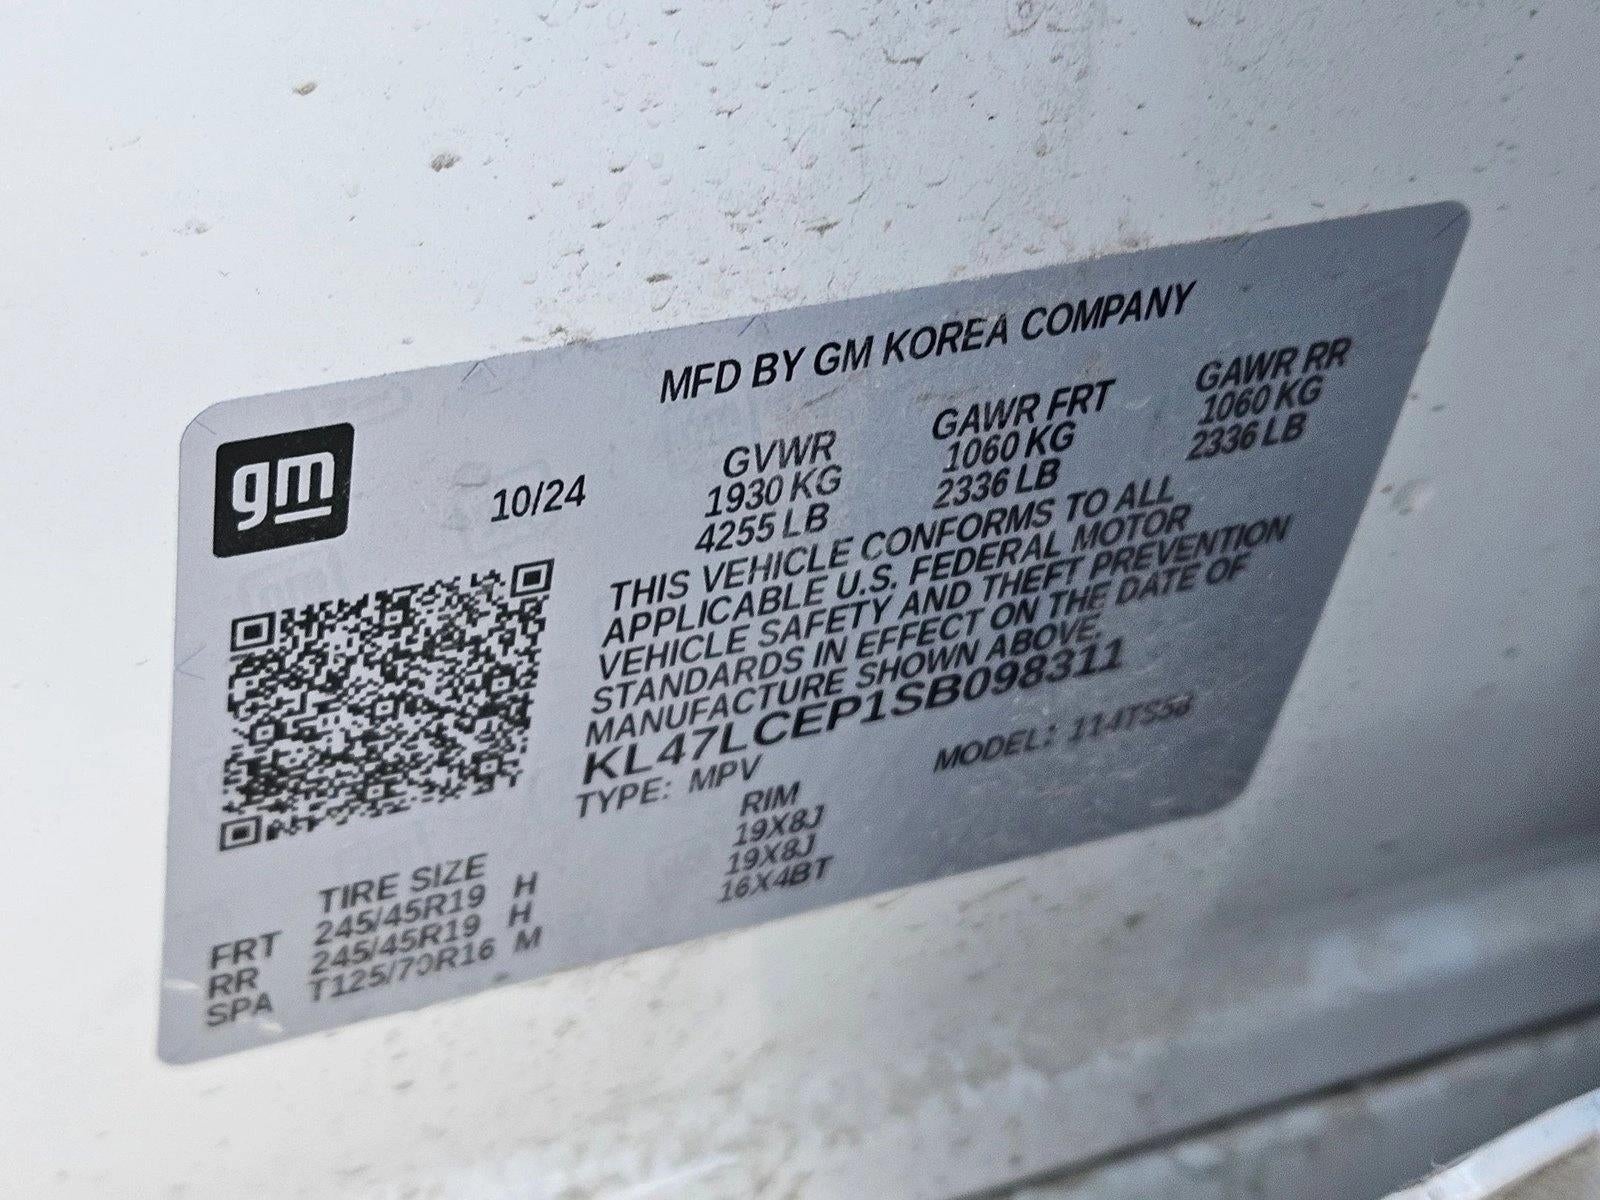 MFD BY GM KOREA COMPANY
gm
10/24
GVWR GAWR FRT GAWR RR
1930 KG 1060 KG 1060 KG
4255 LB 2336 LB 2336 LB
THIS VEHICLE CONFORMS TO ALL
APPLICABLE U.S. FEDERAL MOTOR
VEHICLE SAFETY AND THEFT PREVENTION
STANDARDS IN EFFECT ON THE DATE OF
MANUFACTURE SHOWN ABOVE.
KL47LCEP1SB098311
TYPE: MPV MODEL: 114TS58
TIRE SIZE RIM
FRT 245/45R19 H 19X8J
RR 245/45R19 H 19X8J
SPA T125/70R16 M 16X4BT